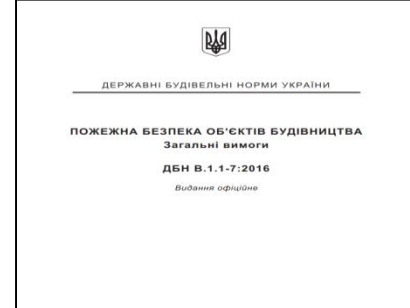 ДЕРЖАВНІ БУДІВЕЛЬНІ НОРМИ УКРАЇНИ
ПОЖЕЖНА БЕЗПЕКА ОБ'ЄКТІВ БУДІВНИЦТВА
Загальні вимоги
ДБН В.1.1-7:2016
Видання офіційне